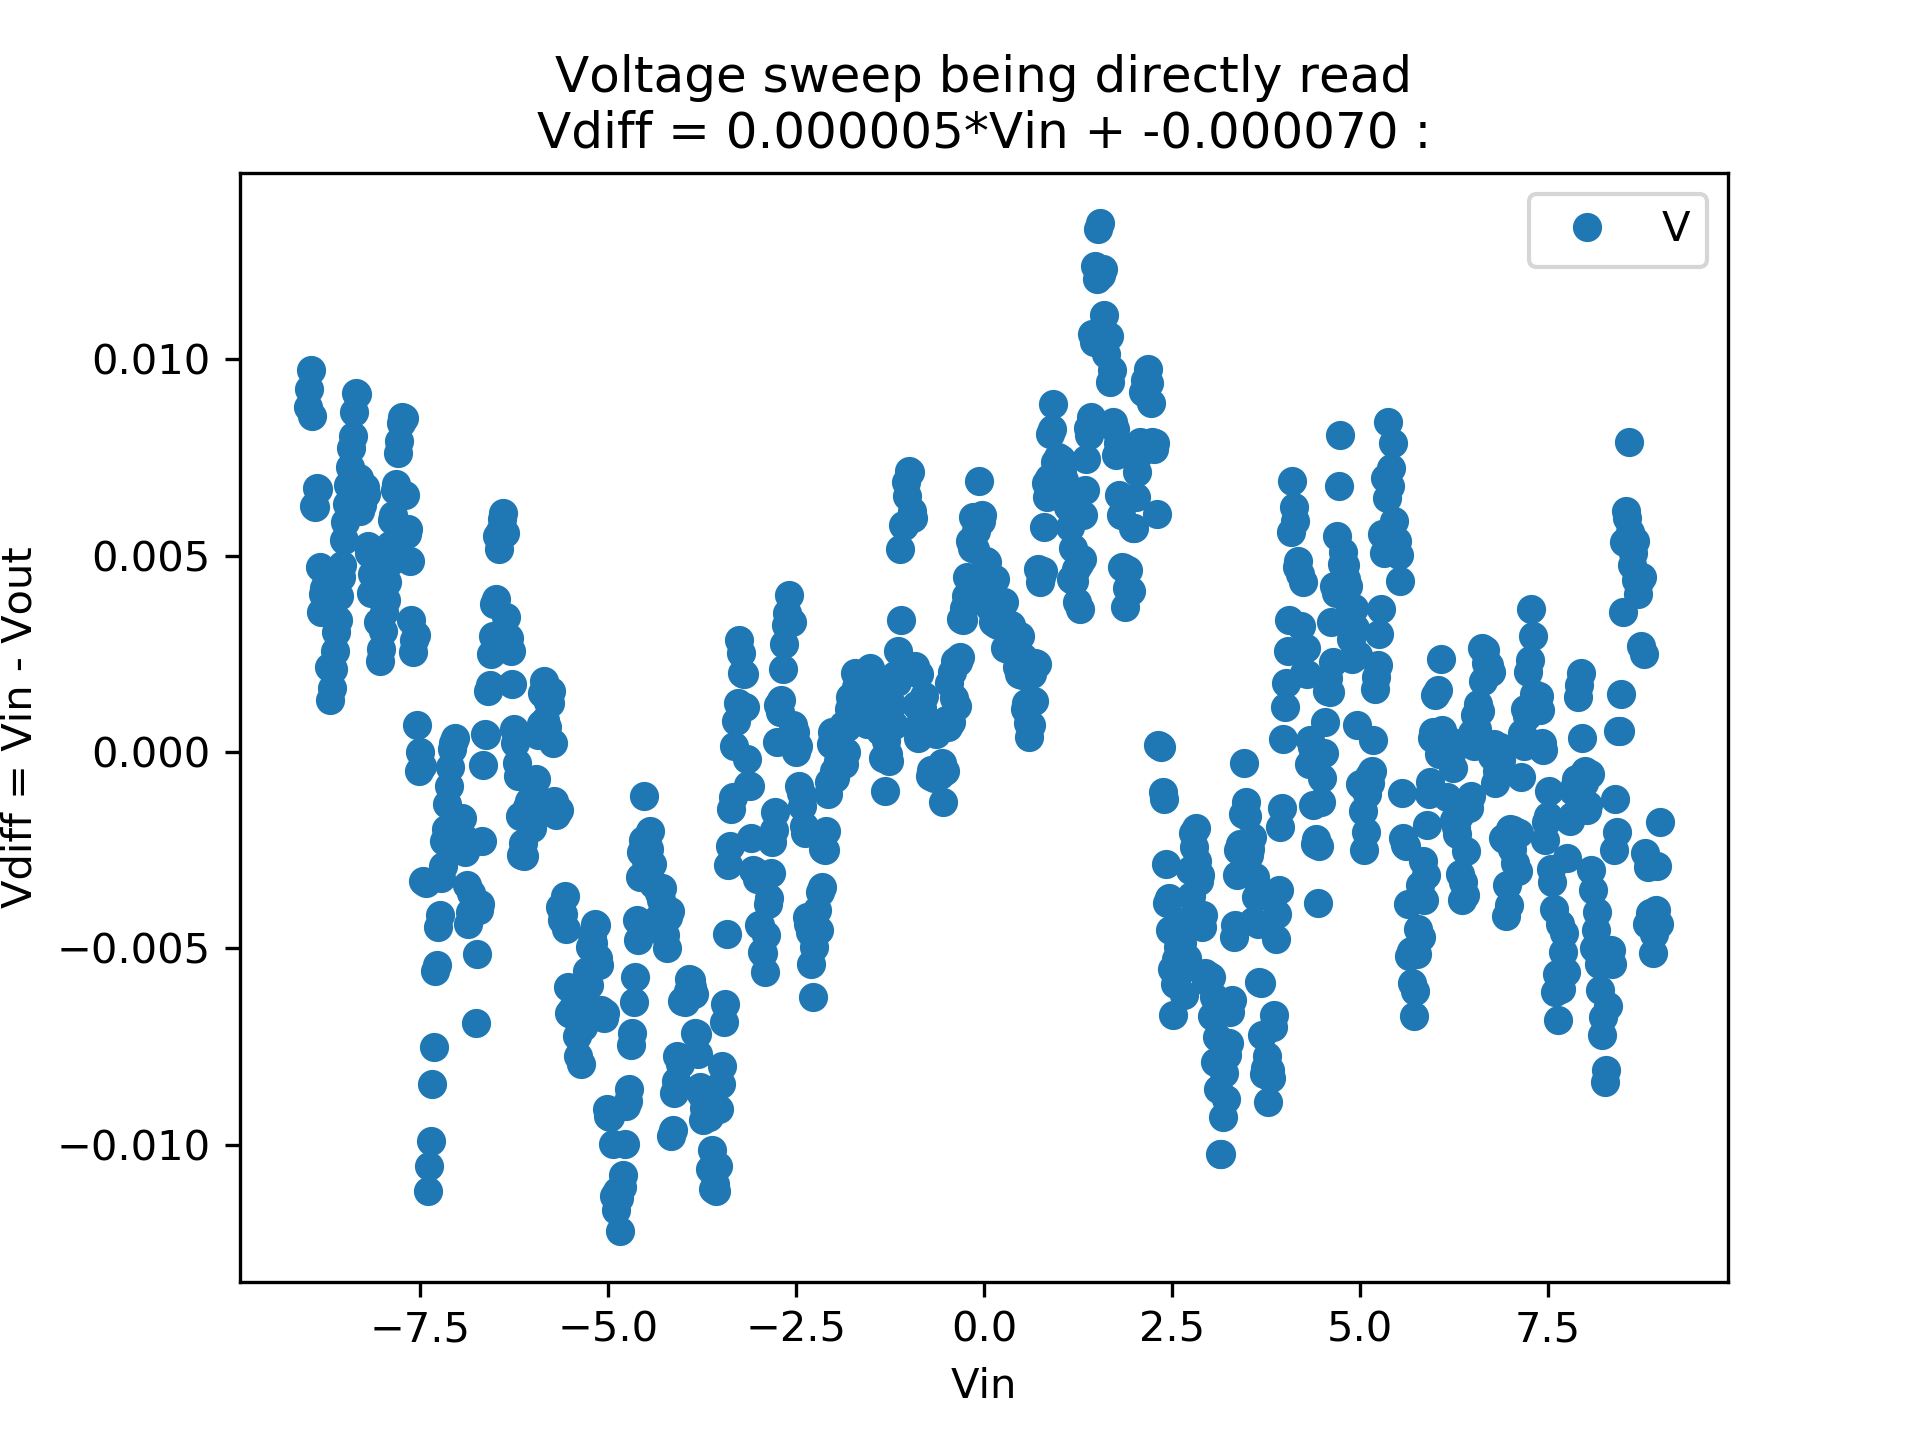 Voltage sweep being directly read
Vdiff = 0.000005*Vin + -0.000070 :
V
0.010
0.005
0.000
−0.005
−0.010
Vdiff = Vin - Vout
−7.5
−5.0
−2.5
0.0
2.5
5.0
7.5
Vin